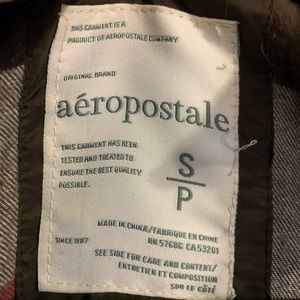 THIS GARMENT IS A
PRODUCT OF AÉROPOSTALE COMPANY
ORIGINAL BRAND
aéropostale
THIS GARMENT HAS BEEN
TESTED AND TREATED TO
ENSURE THE BEST QUALITY
POSSIBLE.
S
P
MADE IN CHINA/FABRIQUE EN CHINE
RN 57686 CA 53201
SINCE 1987
SEE SIDE FOR CARE AND CONTENT/
ENTRETIEN ET COMPOSITION
SUR LE CÔTÉ